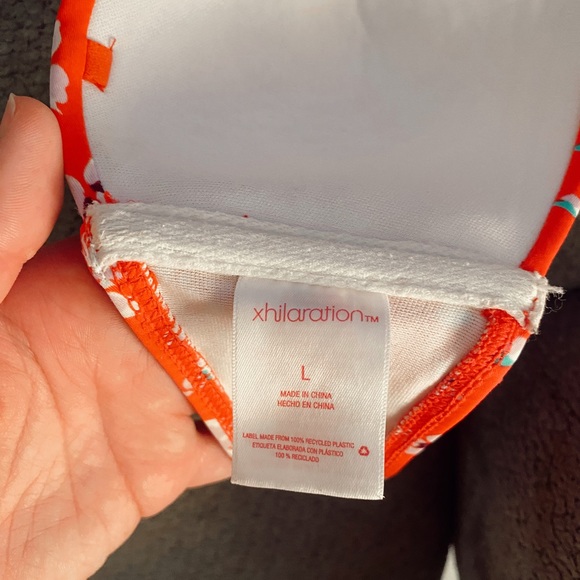 xhilaration™
L
MADE IN CHINA
HECHO EN CHINA
LABEL MADE FROM 100% RECYCLED PLASTIC
ETIQUETA ELABORADA CON PLÁSTICO
100 % RECICLADO